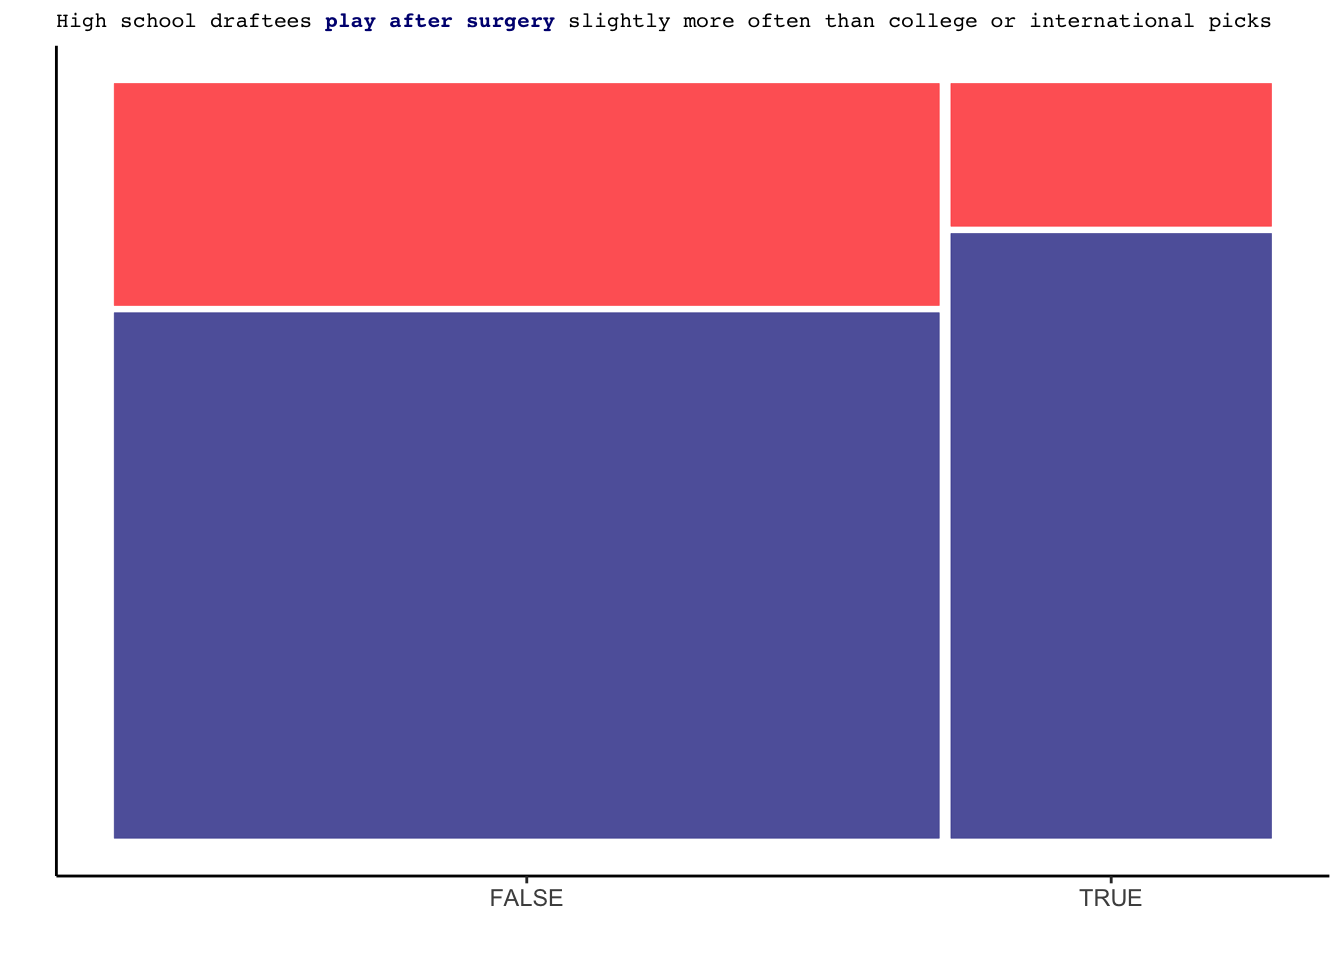 High school draftees play after surgery slightly more often than college or international picks
FALSE
TRUE